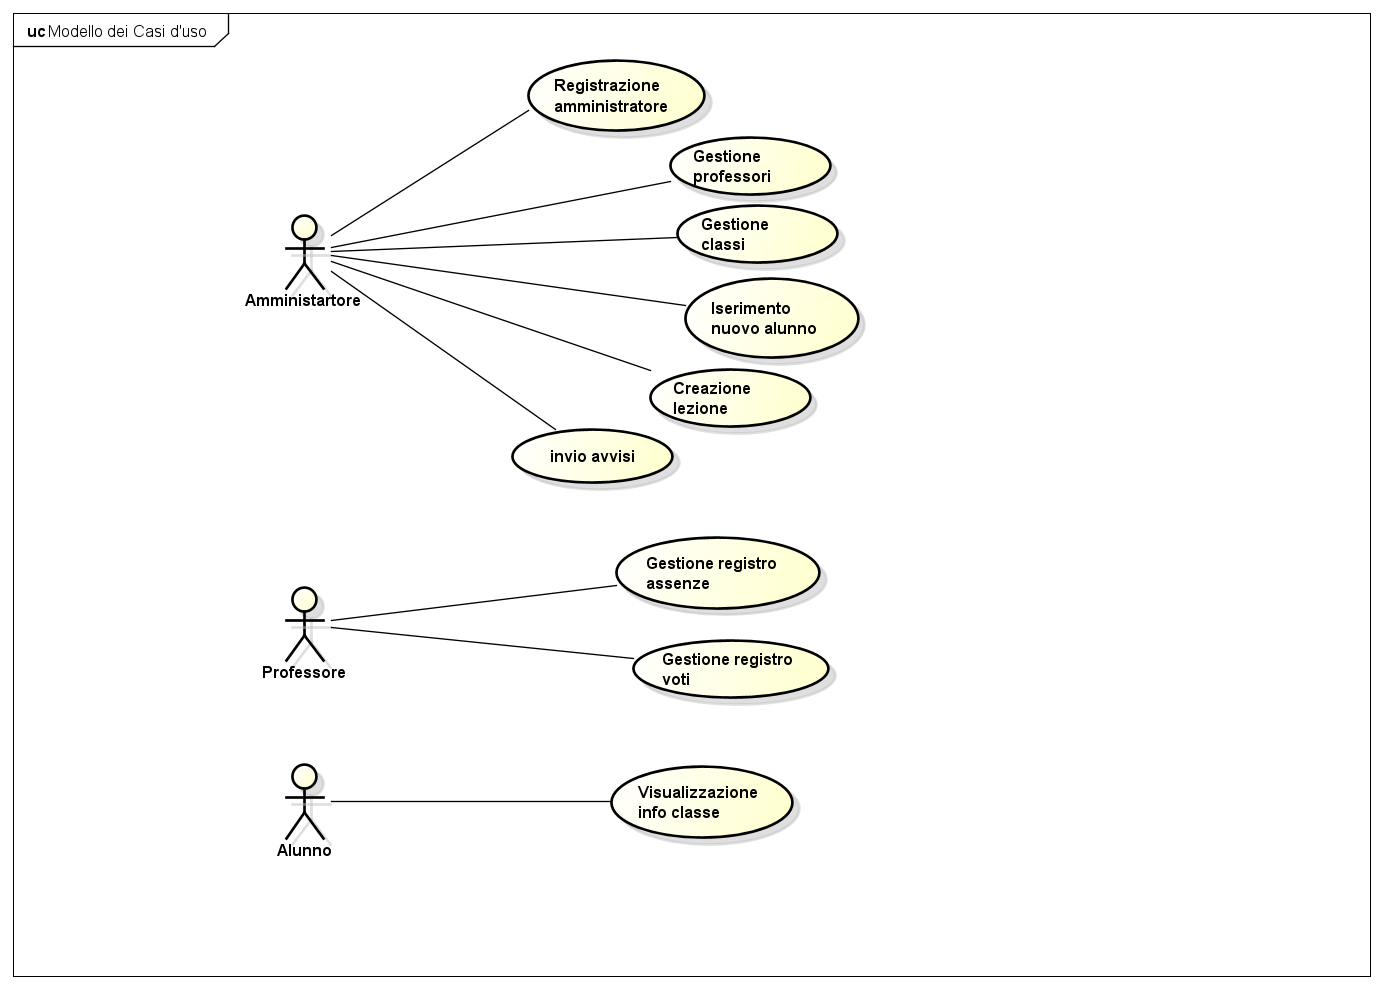 uc Modello dei Casi d'uso
Registrazione
amministratore
Gestione
professori
Gestione
classi
Amministartore
Iserimento
nuovo alunno
Creazione
lezione
invio avvisi
Gestione registro
assenze
Professore
Gestione registro
voti
Visualizzazione
info classe
Alunno